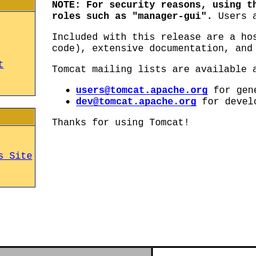 NOTE: For security reasons, using th
roles such as "manager-gui". Users a
Included with this release are a hos
code), extensive documentation, and
Tomcat mailing lists are available a
users@tomcat.apache.org for gene
dev@tomcat.apache.org for develo
Thanks for using Tomcat!
t
s Site